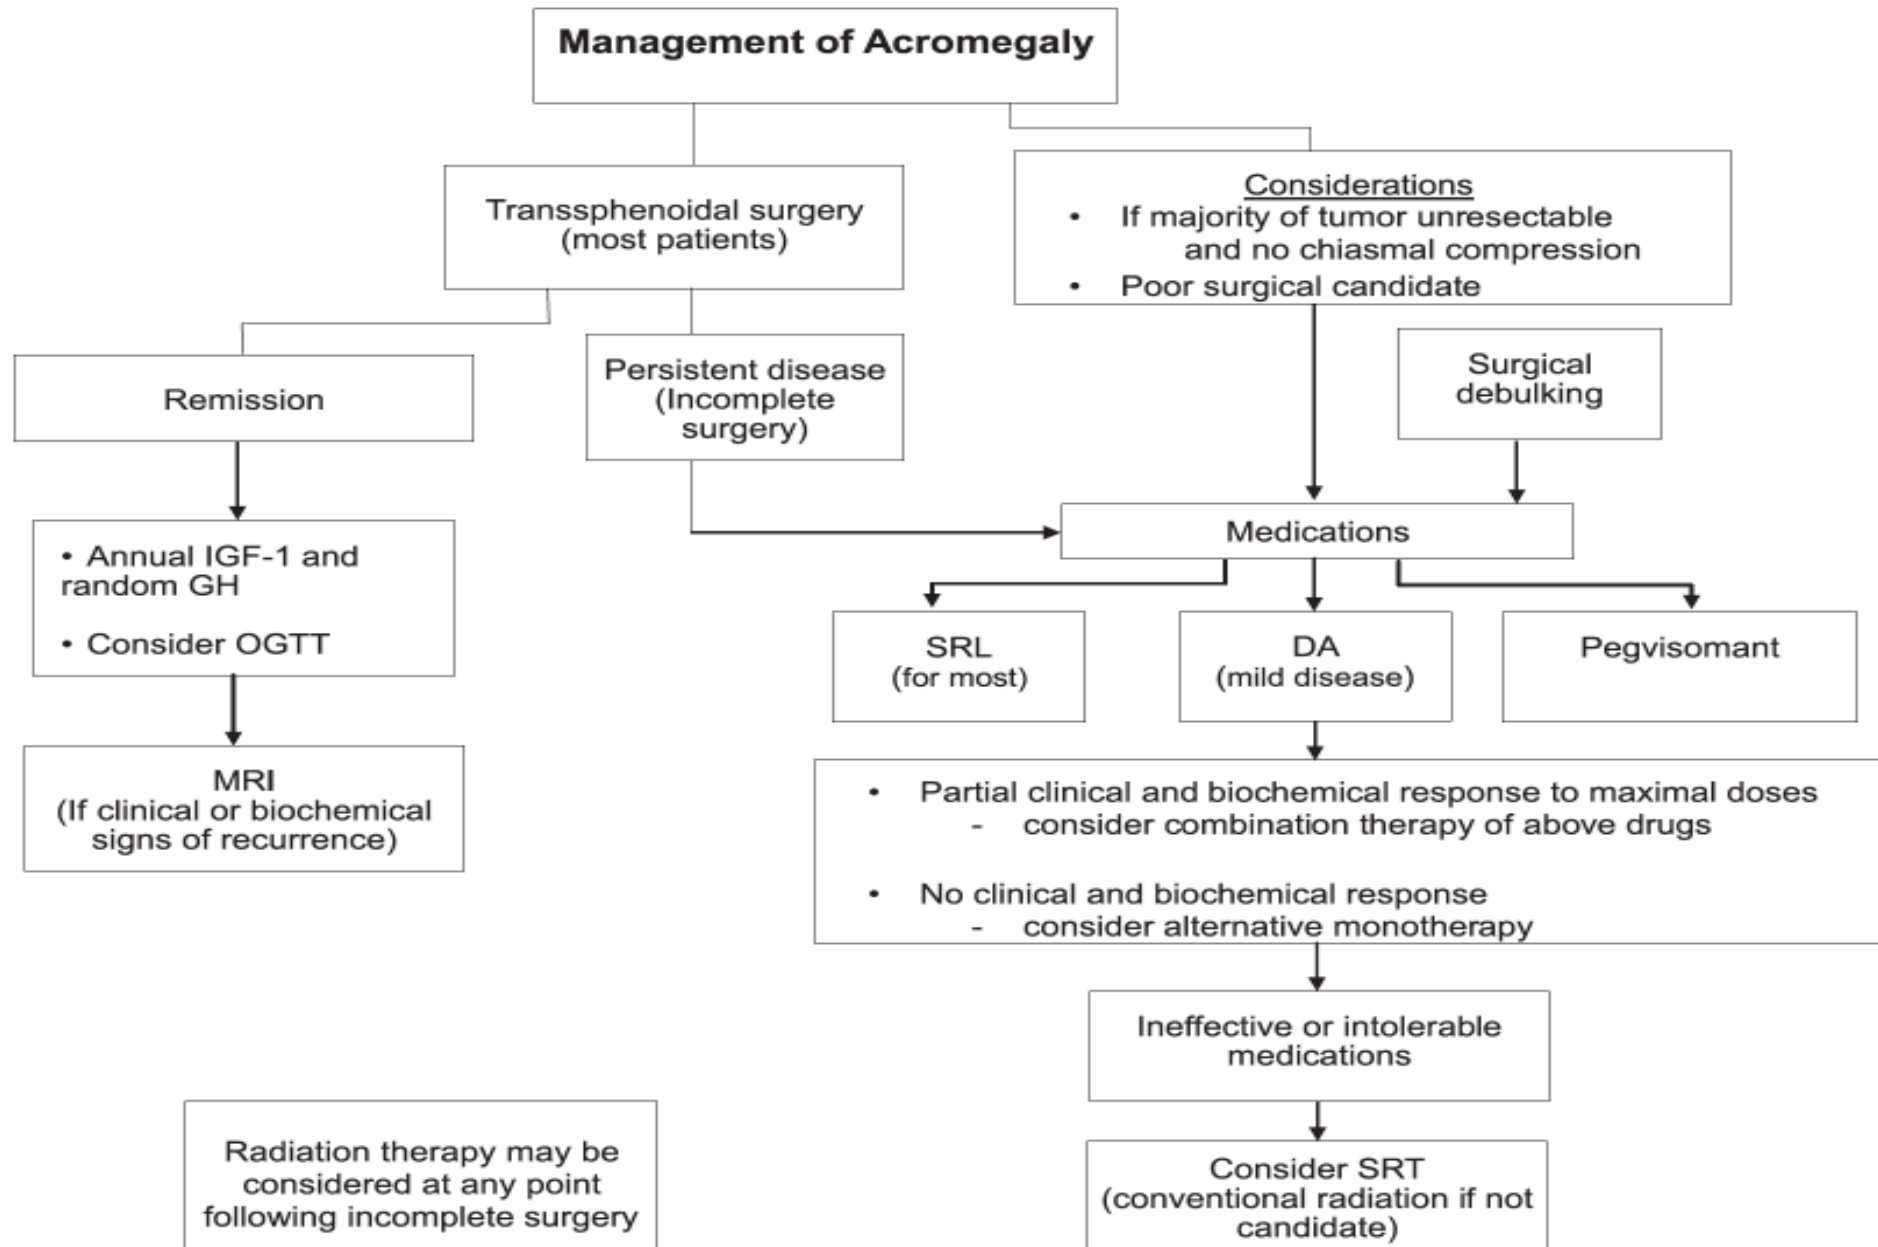 Management of Acromegaly
Transsphenoidal surgery
(most patients)
Considerations
• If majority of tumor unresectable
and no chiasmal compression
• Poor surgical candidate
Remission
Persistent disease
(Incomplete
surgery)
Surgical
debulking
• Annual IGF-1 and
random GH
• Consider OGTT
Medications
MRI
(If clinical or biochemical
signs of recurrence)
SRL
(for most)
DA
(mild disease)
Pegvisomant
• Partial clinical and biochemical response to maximal doses
- consider combination therapy of above drugs
• No clinical and biochemical response
- consider alternative monotherapy
Ineffective or intolerable
medications
Radiation therapy may be
considered at any point
following incomplete surgery
Consider SRT
(conventional radiation if not
candidate)